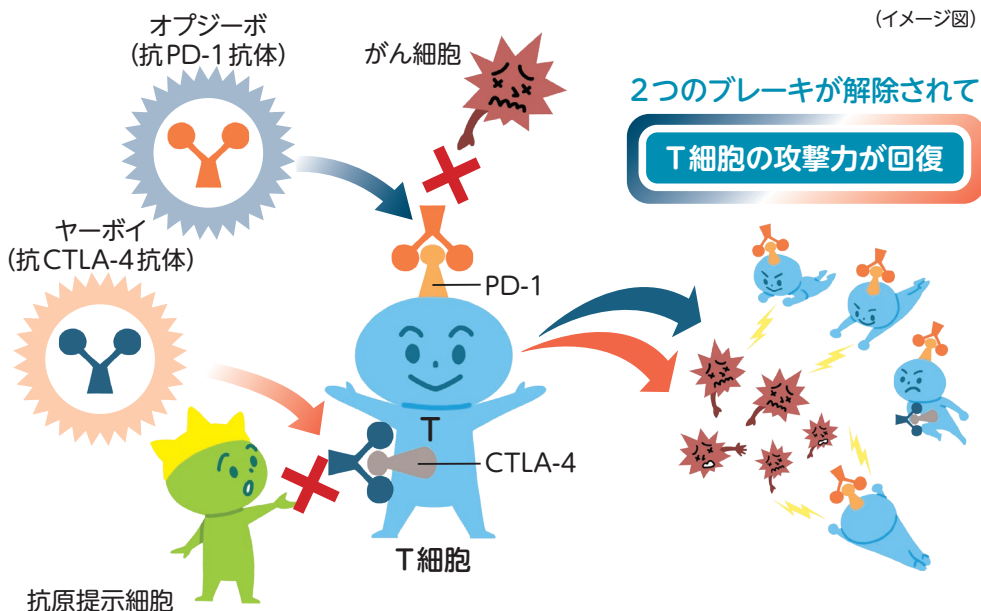 (イメージ図)
オプジーボ
(抗PD-1抗体)
がん細胞
2つのブレーキが解除されて
T細胞の攻撃力が回復
ヤーボイ
(抗CTLA-4抗体)
PD-1
T
CTLA-4
T細胞
抗原提示細胞